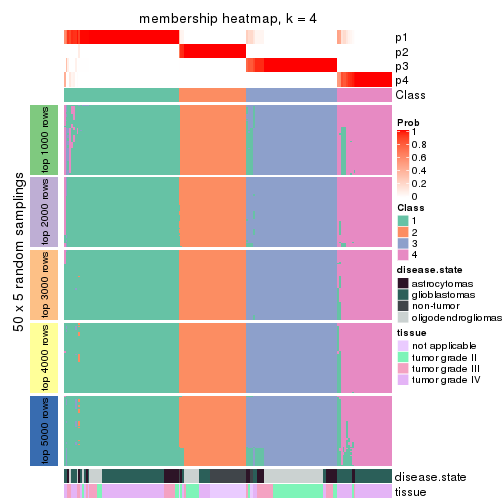 membership heatmap, k = 4
p1
p2
p3
p4
Class
50 x 5 random samplings
top 1000 rows
top 2000 rows
top 3000 rows
top 4000 rows
top 5000 rows
disease.state
tissue
Prob
1
0.8
0.6
0.4
0.2
0
Class
1
2
3
4
disease.state
astrocytomas
glioblastomas
non-tumor
oligodendrogliomas
tissue
not applicable
tumor grade II
tumor grade III
tumor grade IV